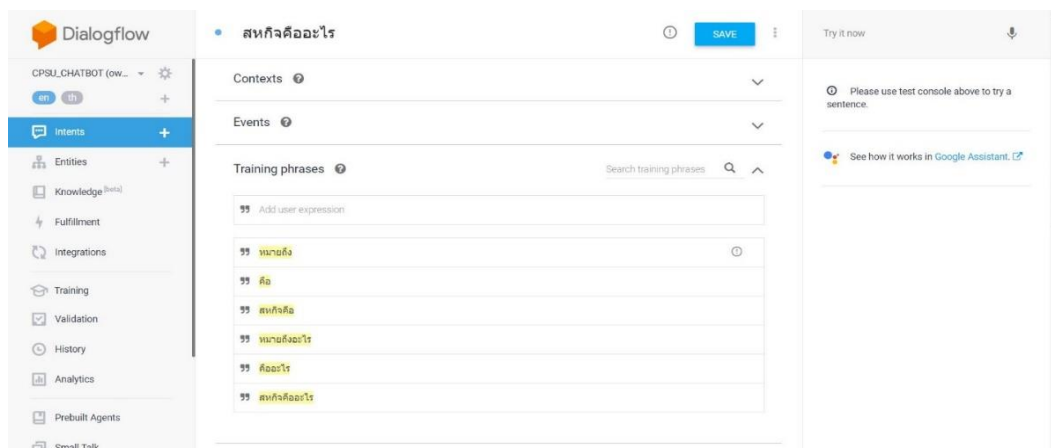 Dialogflow
สหกิจคืออะไร
SAVE
Try it now
CPSU_CHATBOT (ow...
en th
Contexts
Please use test console above to try a
sentence.
Events
Intents
See how it works in Google Assistant.
Entities
Training phrases
Search training phrases
Knowledge [beta]
Add user expression
Fulfillment
Integrations
หมายถึง
คือ
Training
สหกิจคือ
Validation
หมายถึงอะไร
History
คืออะไร
Analytics
สหกิจคืออะไร
Prebuilt Agents
Small Talk